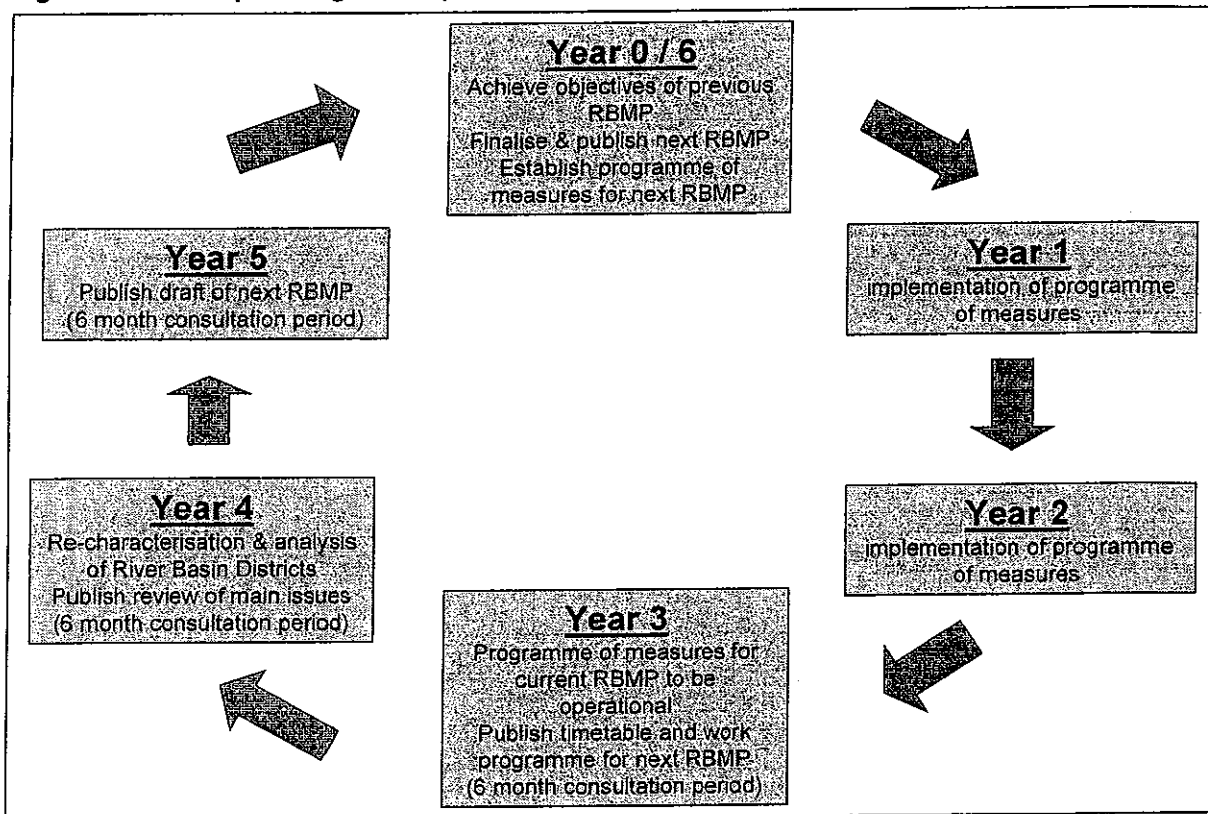 Year 0 / 6
Achieve objectives of previous
RBMP
Finalise & publish next RBMP
Establish programme of
measures for next RBMP
Year 1
implementation of programme
of measures
Year 2
implementation of programme
of measures
Year 3
Programme of measures for
current RBMP to be
operational
Publish timetable and work
programme for next RBMP
(6 month consultation period)
Year 4
Re-characterisation & analysis
of River Basin Districts
Publish review of main issues
(6 month consultation period)
Year 5
Publish draft of next RBMP
(6 month consultation period)